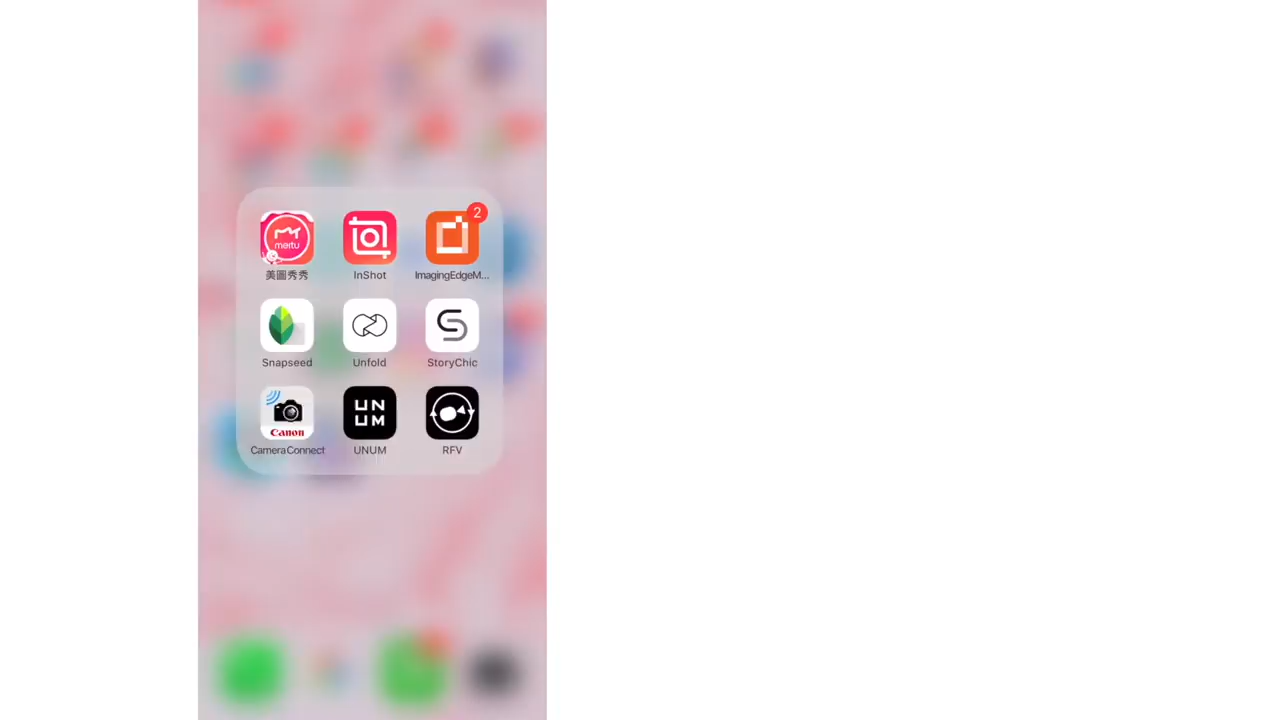 meitu
2
美圖秀秀
InShot
ImagingEdgeM...
Snapseed
Unfold
StoryChic
Canon
UN
UM
CameraConnect
UNUM
RFV